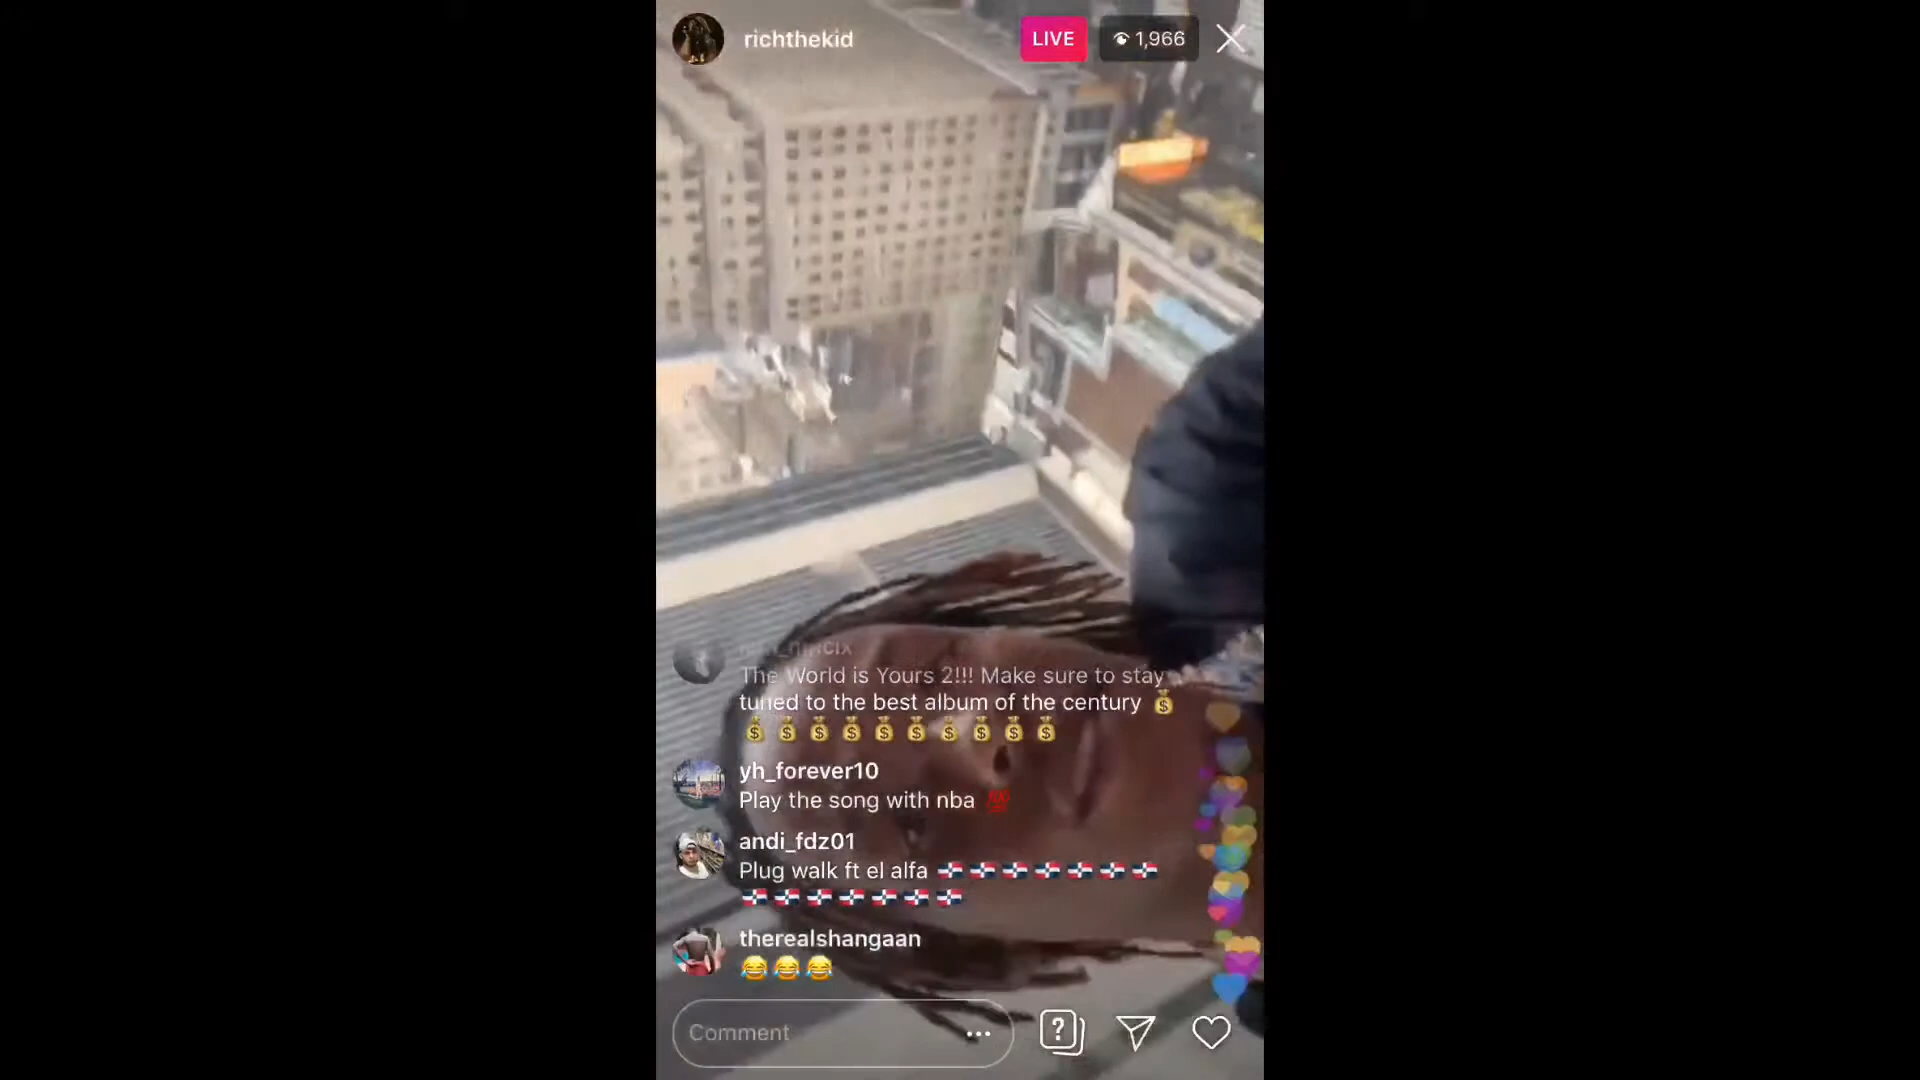 richthekid
LIVE
1,966
The World is Yours 2!!! Make sure to stay
tuned to the best album of the century 💰
💰💰💰💰💰💰💰💰💰💰
yh_forever10
Play the song with nba 💯
andi_fdz01
Plug walk ft el alfa 🇩🇴🇩🇴🇩🇴🇩🇴🇩🇴🇩🇴🇩🇴
🇩🇴🇩🇴🇩🇴🇩🇴🇩🇴🇩🇴🇩🇴
therealshangaan
😂😂😂
Comment